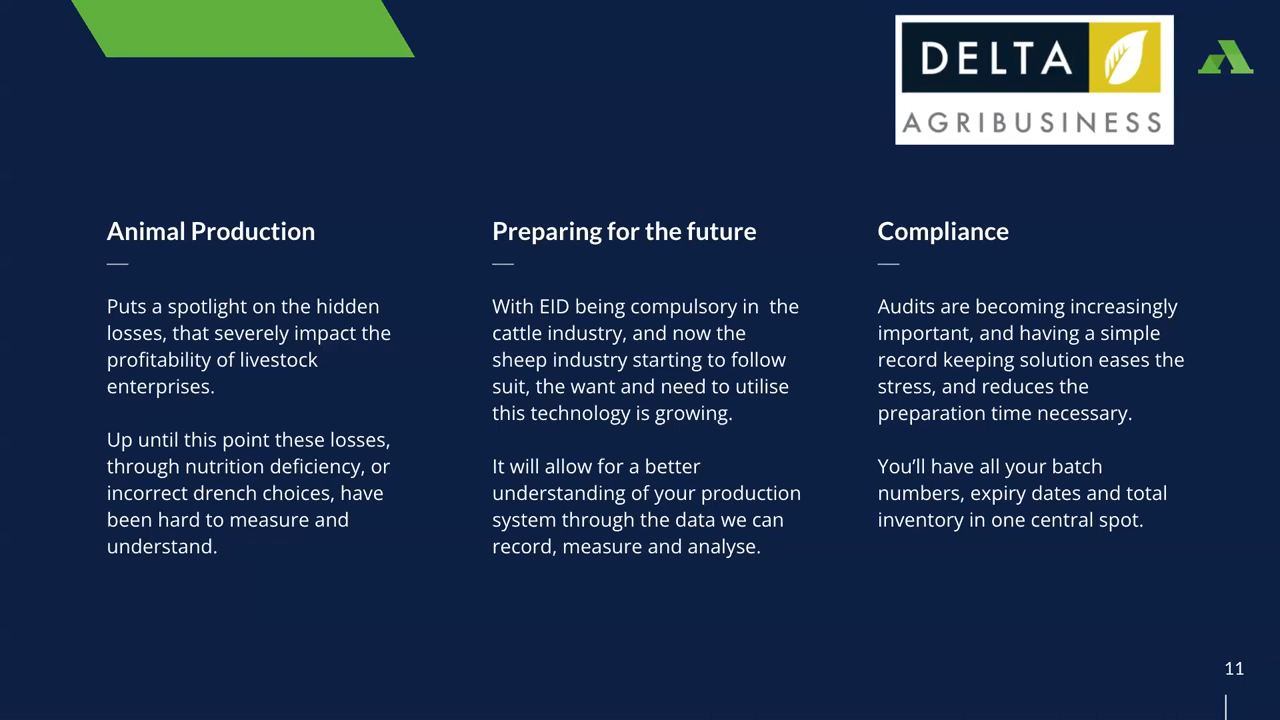 DELTA
AGRIBUSINESS
Animal Production
Puts a spotlight on the hidden
losses, that severely impact the
profitability of livestock
enterprises.
Up until this point these losses,
through nutrition deficiency, or
incorrect drench choices, have
been hard to measure and
understand.
Preparing for the future
With EID being compulsory in  the
cattle industry, and now the
sheep industry starting to follow
suit, the want and need to utilise
this technology is growing.
It will allow for a better
understanding of your production
system through the data we can
record, measure and analyse.
Compliance
Audits are becoming increasingly
important, and having a simple
record keeping solution eases the
stress, and reduces the
preparation time necessary.
You’ll have all your batch
numbers, expiry dates and total
inventory in one central spot.
11